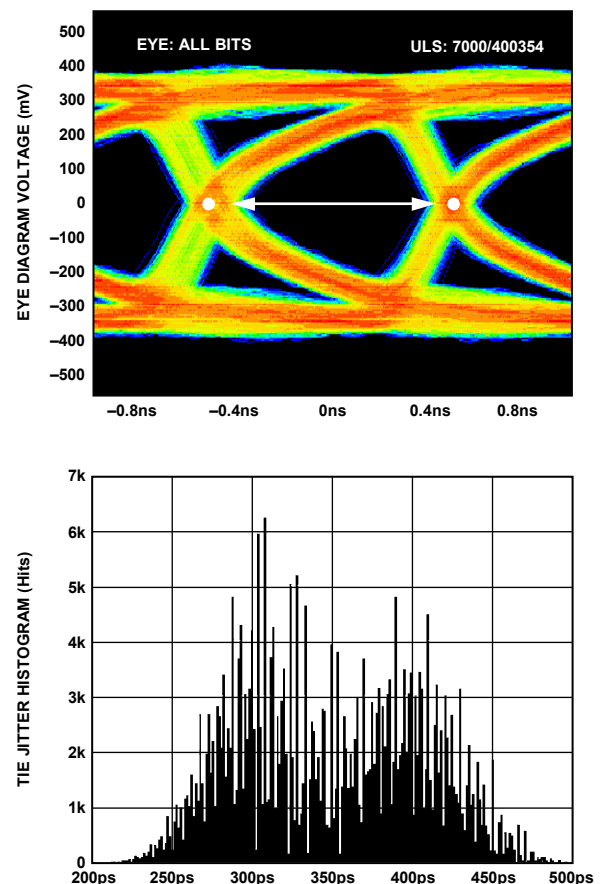 EYE: ALL BITS
ULS: 7000/400354
EYE DIAGRAM VOLTAGE (mV)
500
400
300
200
100
0
–100
–200
–300
–400
–500
–0.8ns –0.4ns 0ns 0.4ns 0.8ns
TIE JITTER HISTOGRAM (Hits)
7k
6k
5k
4k
3k
2k
1k
0
200ps 250ps 300ps 350ps 400ps 450ps 500ps